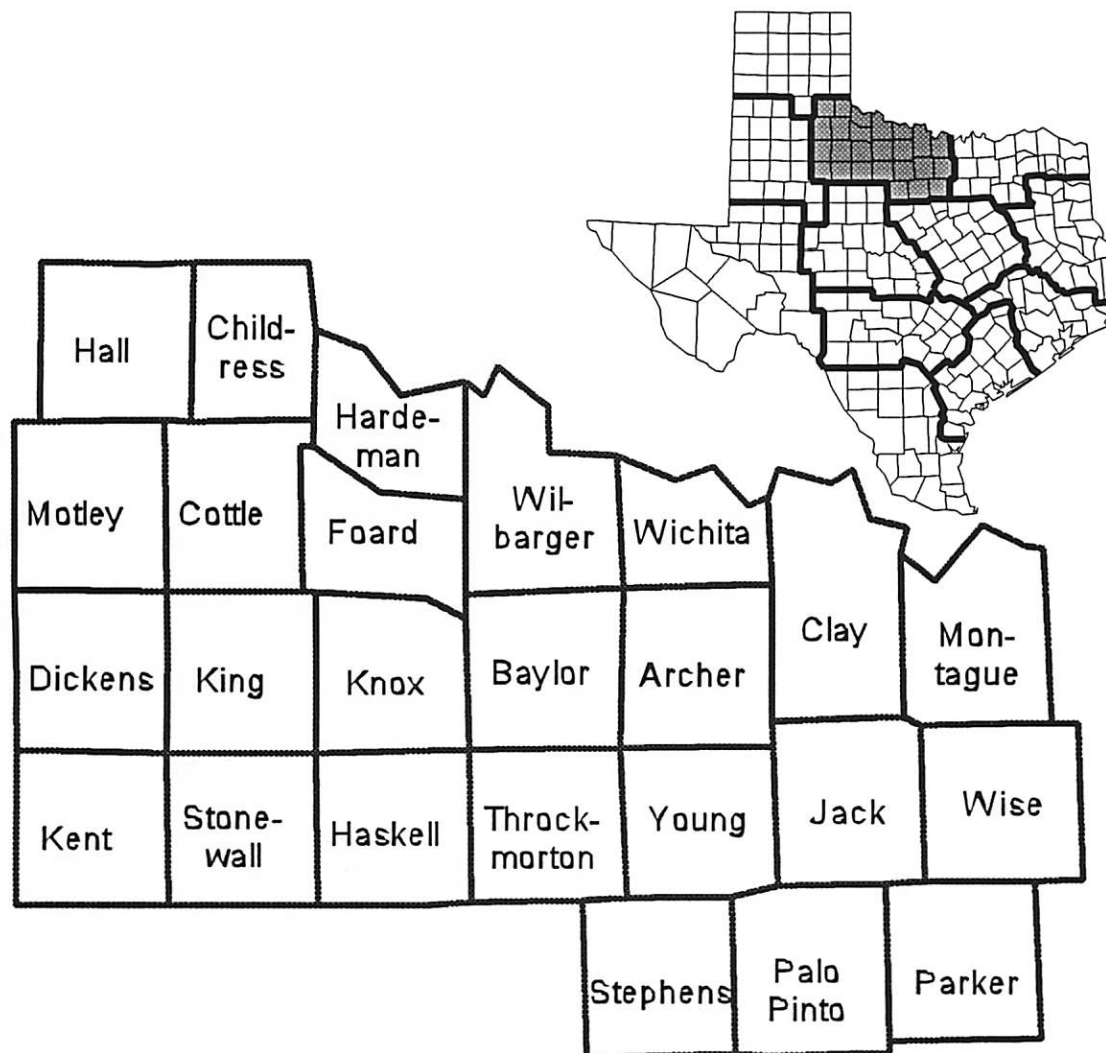 Hall
Child-
ress
Harde-
man
Motley
Cottle
Foard
Wil-
barger
Wichita
Clay
Mon-
tague
Dickens
King
Knox
Baylor
Archer
Kent
Stone-
wall
Haskell
Throck-
morton
Young
Jack
Wise
Stephens
Palo
Pinto
Parker